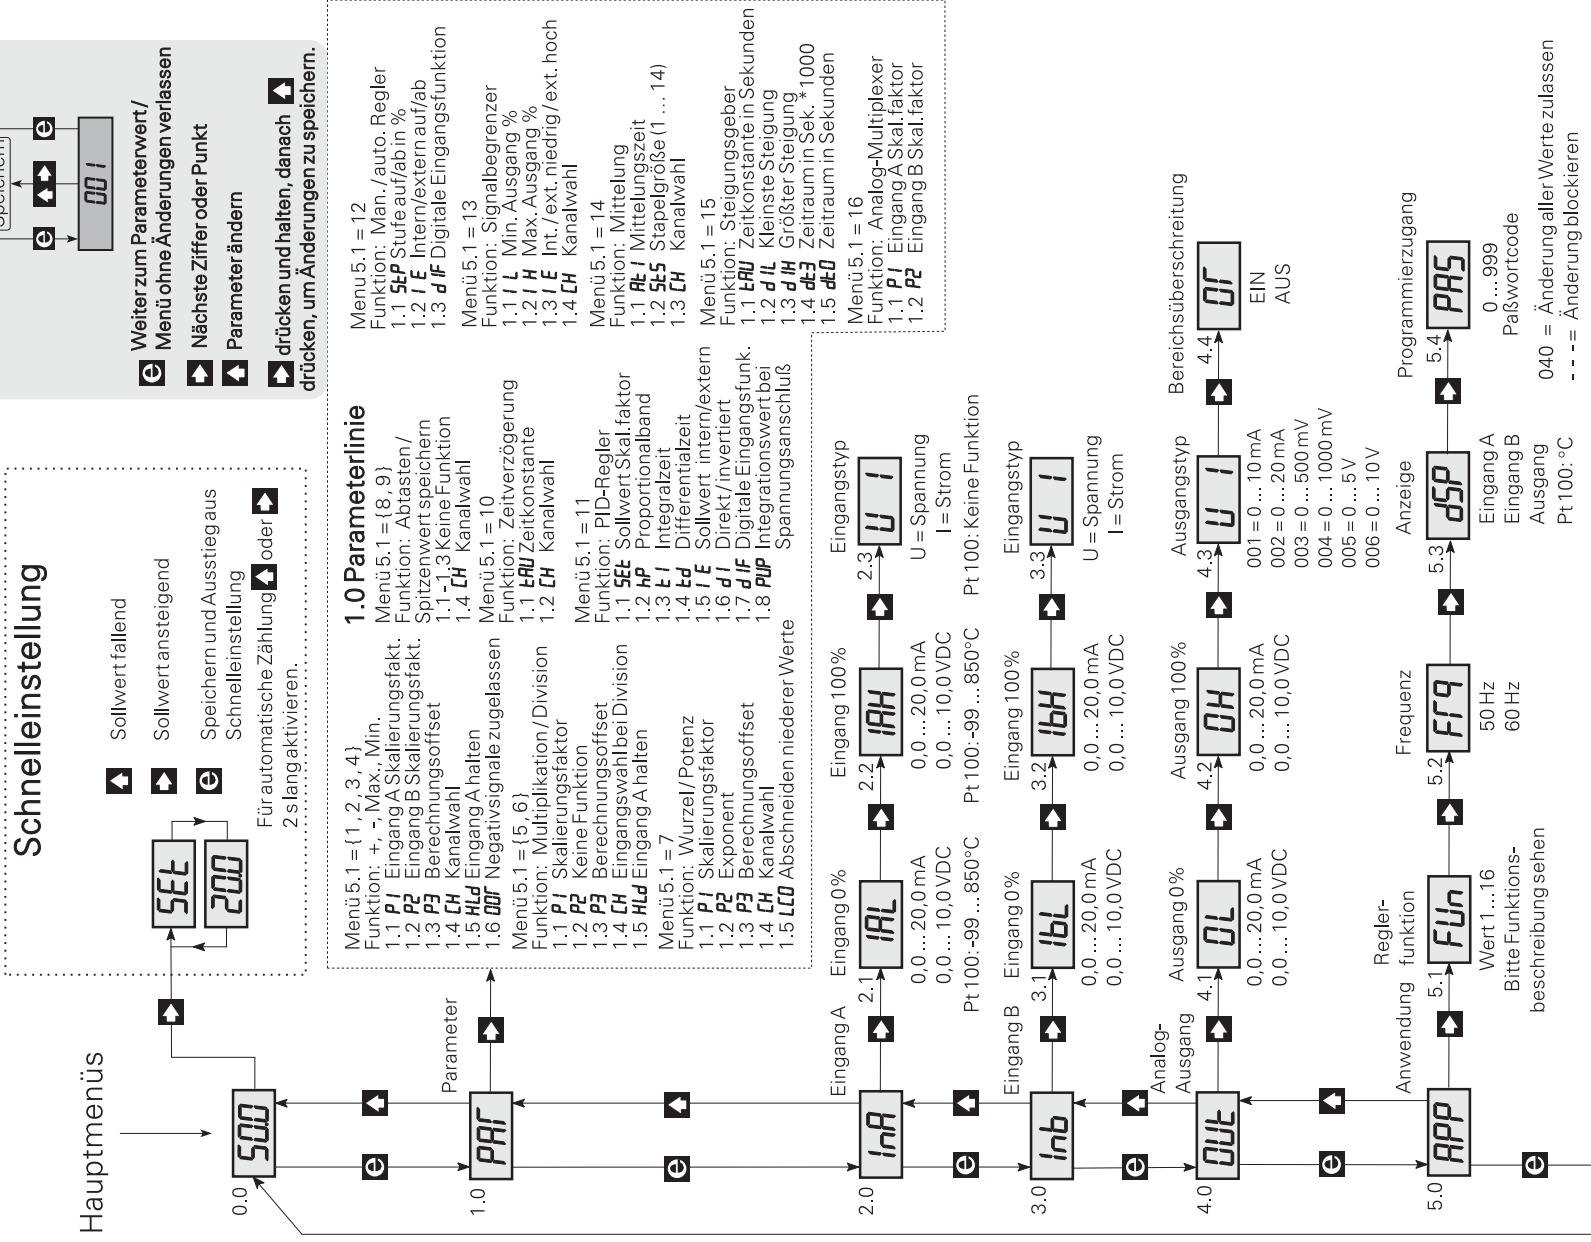 Schnelleinstellung
Sollwert fallend
Sollwert ansteigend
Speichern und Ausstieg aus
Schnelleinstellung
Für automatische Zählung oder
2 s lang aktivieren.
SEt
20.0
e
Speichern
e e
001
e Weiter zum Parameterwert /
Menü ohne Änderungen verlassen
Nächste Ziffer oder Punkt
Parameter ändern
drücken und halten, danach
drücken, um Änderungen zu speichern.
Hauptmenüs
0.0
50.0
e
1.0
PAr
Parameter
e
1.0 Parameterlinie
Menü 5.1 = {1, 2, 3, 4}
Funktion: +, -, Max., Min.
1.1 P1 Eingang A Skalierungsfakt.
1.2 P2 Eingang B Skalierungsfakt.
1.3 P3 Berechnungsoffset
1.4 CH Kanalwahl
1.5 HLd Eingang A halten
1.6 OOr Negativsignale zugelassen
Menü 5.1 = {5, 6}
Funktion: Multiplikation / Division
1.1 P1 Skalierungsfaktor
1.2 P2 Keine Funktion
1.3 P3 Berechnungsoffset
1.4 CH Eingangswahl bei Division
1.5 HLd Eingang A halten
Menü 5.1 = 7
Funktion: Wurzel / Potenz
1.1 P1 Skalierungsfaktor
1.2 P2 Exponent
1.3 P3 Berechnungsoffset
1.4 CH Kanalwahl
1.5 LCO Abschneiden niederer Werte
Menü 5.1 = {8, 9}
Funktion: Abtasten /
Spitzenwert speichern
1.1-1.3 Keine Funktion
1.4 CH Kanalwahl
Menü 5.1 = 10
Funktion: Zeitverzögerung
1.1 tAU Zeitkonstante
1.2 CH Kanalwahl
Menü 5.1 = 11
Funktion: PID-Regler
1.1 SEt Sollwert Skal.faktor
1.2 hP Proportionalband
1.3 t I Integralzeit
1.4 td Differentialzeit
1.5 I E Sollwert intern/extern
1.6 d I Direkt / invertiert
1.7 d IF Digitale Eingangsfunk.
1.8 PUP Integrationswert bei
Spannungsanschluß
Menu 5.1 = 12
Funktion: Man. / auto. Regler
1.1 StP Stufe auf/ab in %
1.2 I E Intern/extern auf/ab
1.3 d IF Digitale Eingangsfunktion
Menü 5.1 = 13
Funktion: Signalbegrenzer
1.1 I L Min. Ausgang %
1.2 I H Max. Ausgang %
1.3 I E Int. / ext. niedrig / ext. hoch
1.4 CH Kanalwahl
Menü 5.1 = 14
Funktion: Mittelung
1.1 At I Mittelungszeit
1.2 StS Stapelgröße (1 ... 14)
1.3 CH Kanalwahl
Menü 5.1 = 15
Funktion: Steigungsgeber
1.1 tAU Zeitkonstante in Sekunden
1.2 d IL Kleinste Steigung
1.3 d IH Größter Steigung
1.4 dt3 Zeitraum in Sek. *1000
1.5 dt0 Zeitraum in Sekunden
Menü 5.1 = 16
Funktion: Analog-Multiplexer
1.1 P1 Eingang A Skal.faktor
1.2 P2 Eingang B Skal.faktor
2.0
InA
Eingang A
2.1
Eingang 0%
IAL
0,0 ... 20,0 mA
0,0 ... 10,0 VDC
Pt 100: -99 ... 850°C
2.2
Eingang 100%
IAH
0,0 ... 20,0 mA
0,0 ... 10,0 VDC
Pt 100: -99 ... 850°C
2.3
Eingangstyp
U I
U = Spannung
I = Strom
Pt 100: Keine Funktion
e
3.0
Inb
Eingang B
3.1
Eingang 0%
IbL
0,0 ... 20,0 mA
0,0 ... 10,0 VDC
3.2
Eingang 100%
IbH
0,0 ... 20,0 mA
0,0 ... 10,0 VDC
3.3
Eingangstyp
U I
U = Spannung
I = Strom
e
4.0
OUt
Analog-
Ausgang
4.1
Ausgang 0%
OL
0,0 ... 20,0 mA
0,0 ... 10,0 VDC
4.2
Ausgang 100%
OH
0,0 ... 20,0 mA
0,0 ... 10,0 VDC
4.3
Ausgangstyp
U I
001 = 0 ... 10 mA
002 = 0 ... 20 mA
003 = 0 ... 500 mV
004 = 0 ... 1000 mV
005 = 0 ... 5 V
006 = 0 ... 10 V
4.4
Bereichsüberschreitung
Or
EIN
AUS
e
5.0
APP
Anwendung
5.1
Regler-
funktion
FUn
Wert 1 ... 16
Bitte Funktions-
beschreibung sehen
5.2
Frequenz
Frq
50 Hz
60 Hz
5.3
Anzeige
dSP
Eingang A
Eingang B
Ausgang
Pt 100: °C
5.4
Programmierzugang
PAS
0 ... 999
Paßwortcode
040 = Änderung aller Werte zulassen
- - - = Änderung blockieren
e